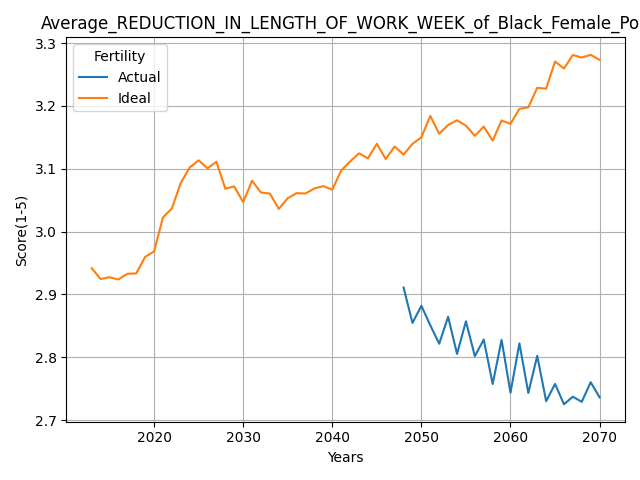 Average_REDUCTION_IN_LENGTH_OF_WORK_WEEK_of_Black_Female_Po
Fertility
Actual
Ideal
Score(1-5)
3.3
3.2
3.1
3.0
2.9
2.8
2.7
2020 2030 2040 2050 2060 2070
Years